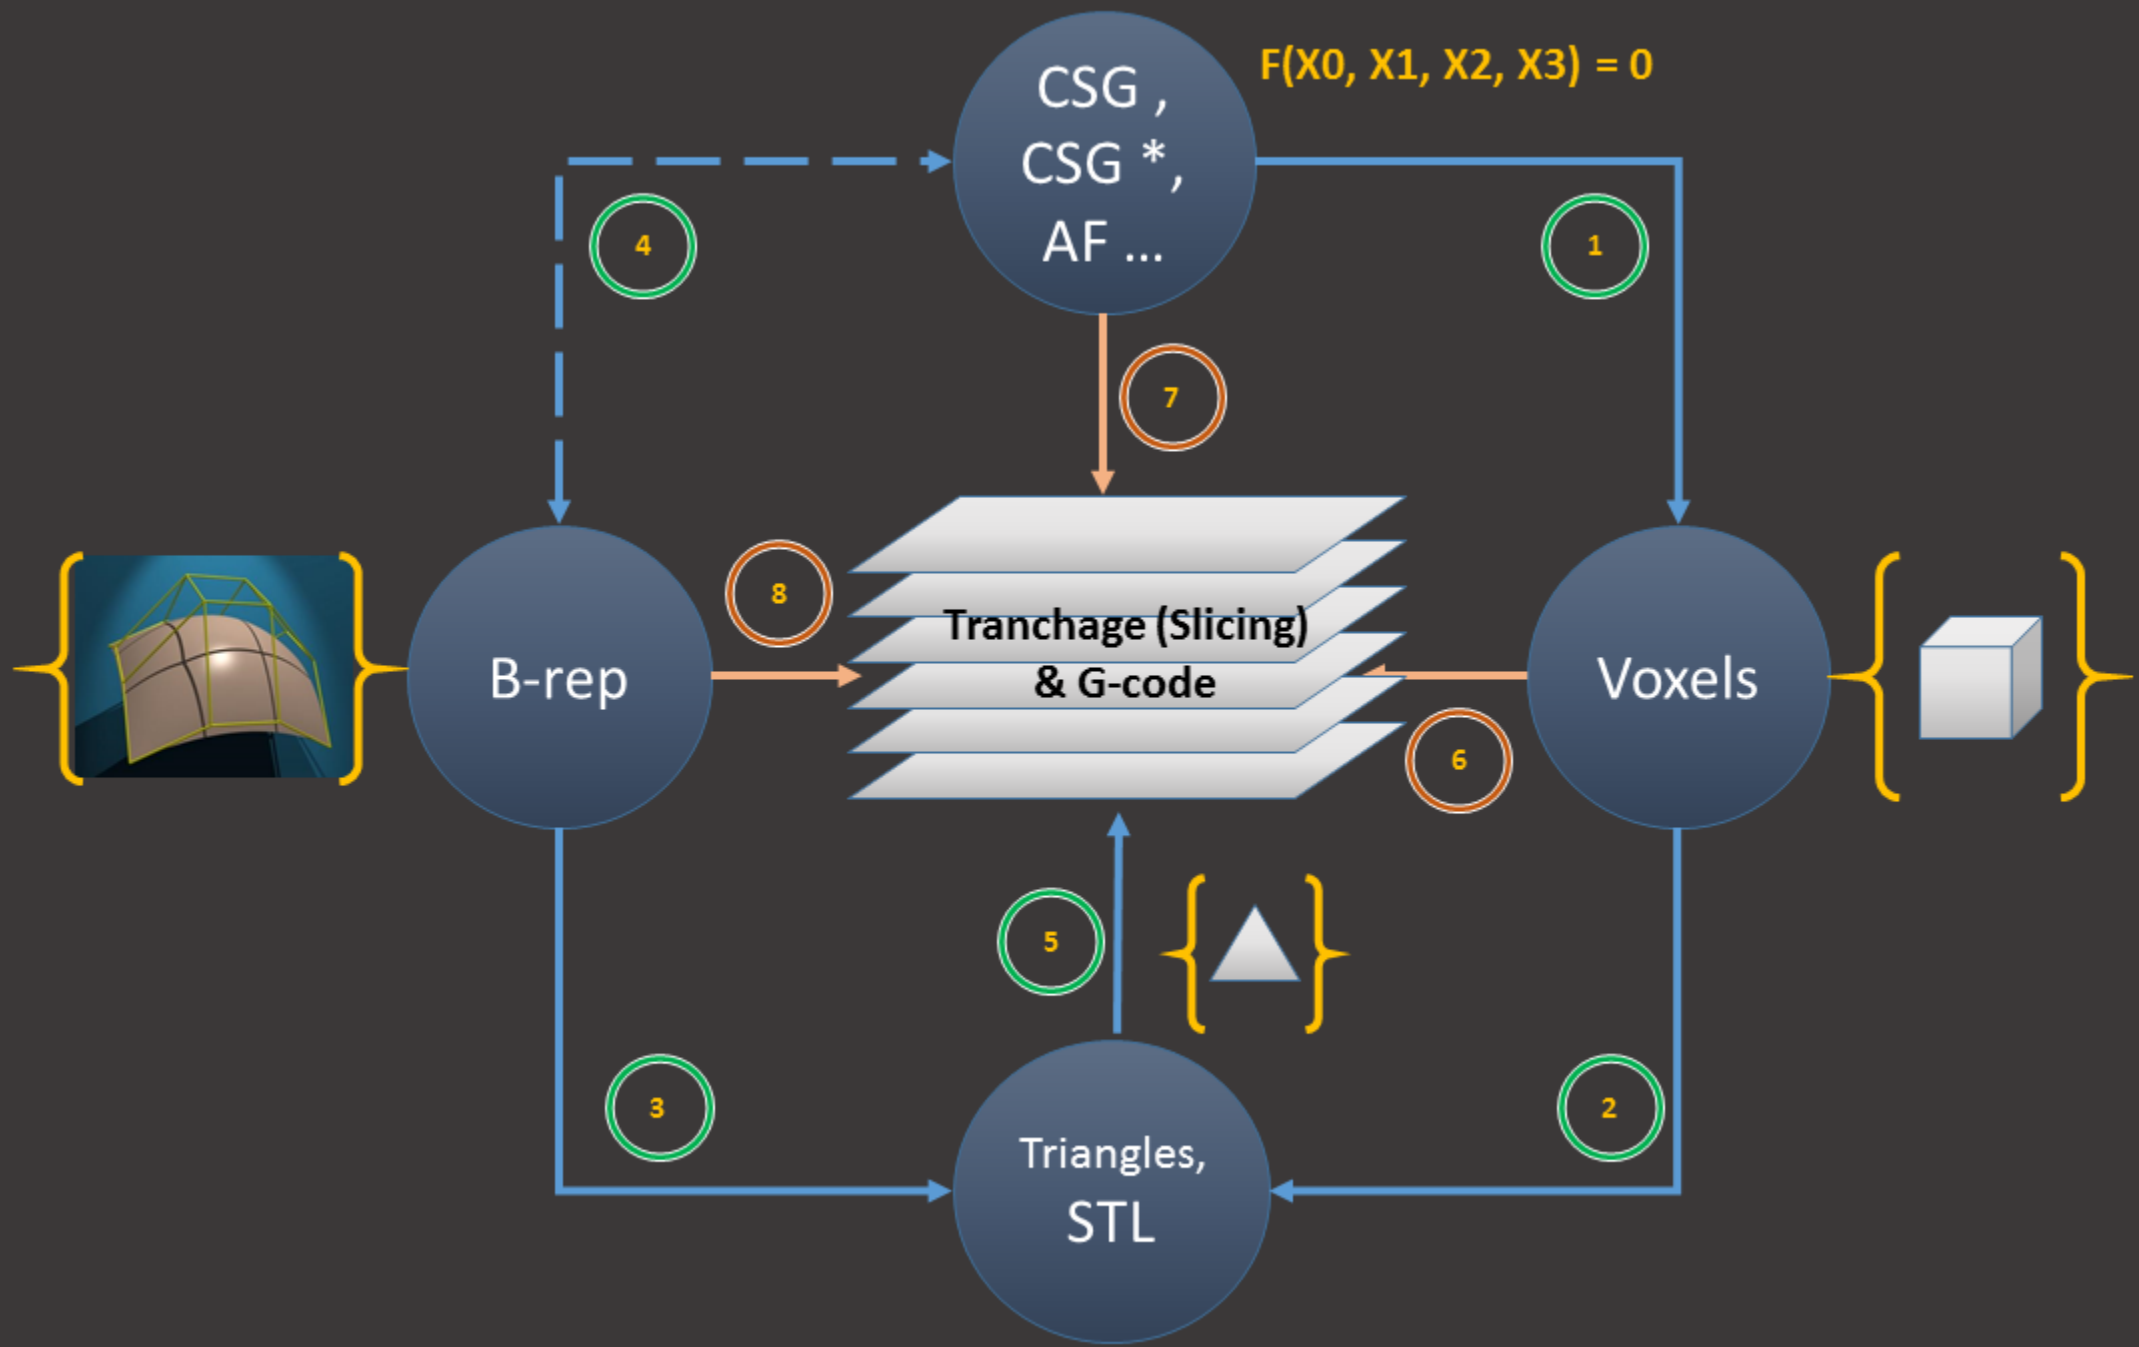 F(X0, X1, X2, X3) = 0
CSG ,
CSG *,
AF ...
4
1
7
8
Tranchage (Slicing)
& G-code
B-rep
Voxels
6
5
3
2
Triangles,
STL